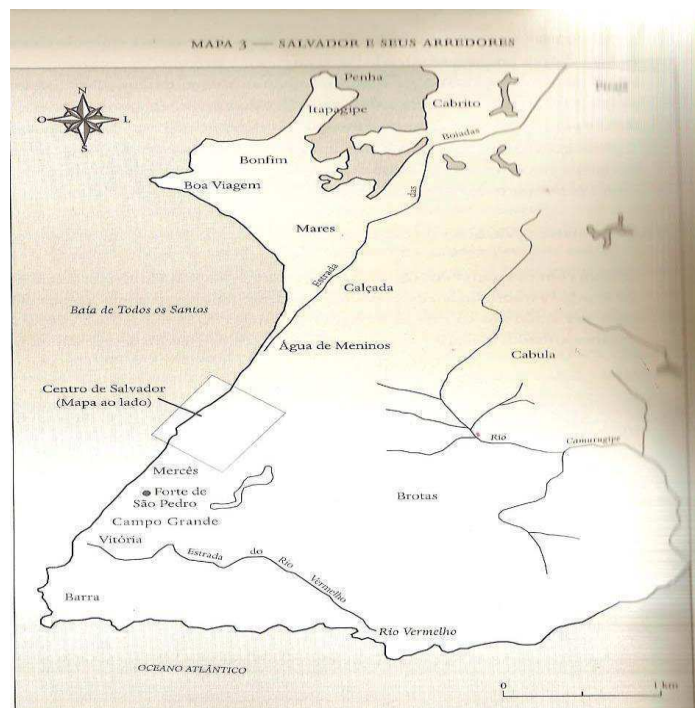 MAPA 3 — SALVADOR E SEUS ARREDORES
N
O
L
S
Penha
Itapagipe
Cabrito
Pirajá
Boiadas
Bonfim
Boa Viagem
das
Mares
Estrada
Calçada
Baía de Todos os Santos
Água de Meninos
Cabula
Centro de Salvador
(Mapa ao lado)
Rio
Camurugipe
Mercês
Forte de
São Pedro
Brotas
Campo Grande
Vitória
Estrada
do
Rio
Vermelho
Barra
Rio Vermelho
OCEANO ATLÂNTICO
0
1 km